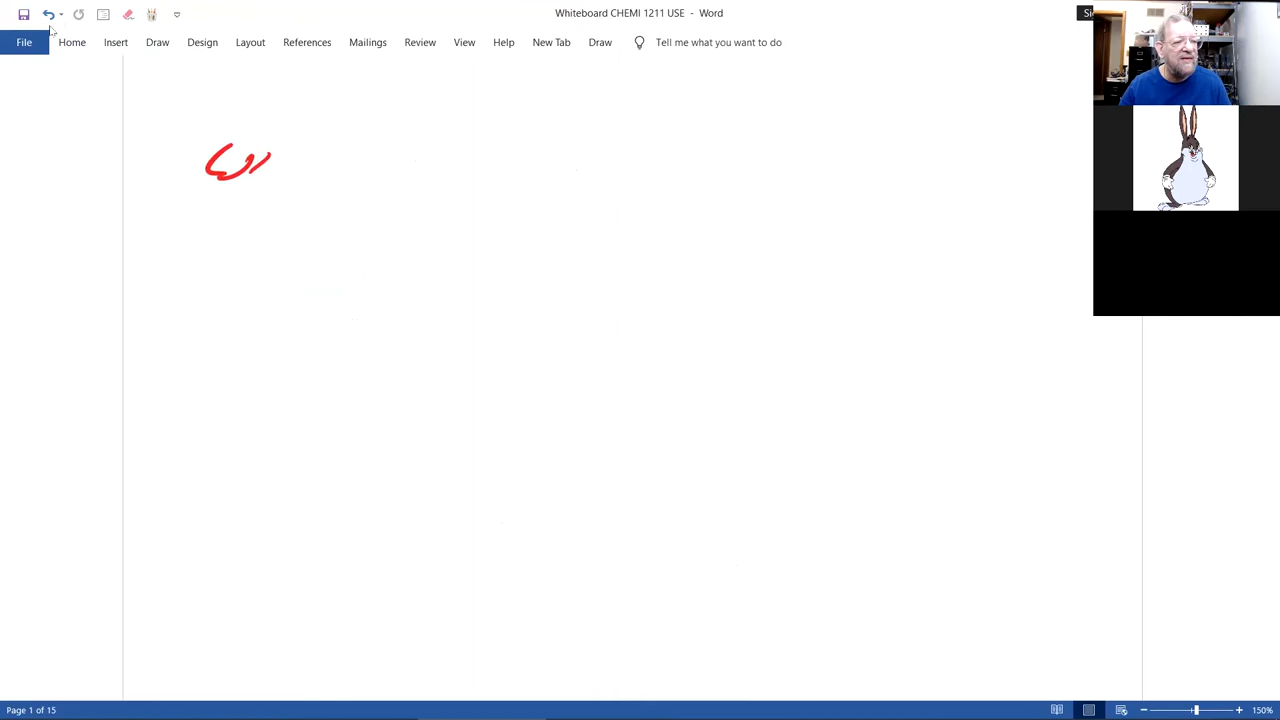 Whiteboard CHEMI 1211 USE - Word
File Home Insert Draw Design Layout References Mailings Review View Help New Tab Draw Tell me what you want to do
Page 1 of 15
150%